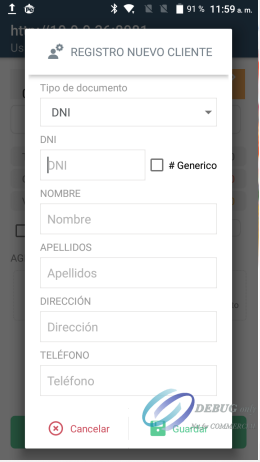 91 % 11:59 a. m.
REGISTRO NUEVO CLIENTE
Tipo de documento
DNI
DNI
DNI
# Generico
NOMBRE
Nombre
APELLIDOS
Apellidos
DIRECCIÓN
Dirección
TELÉFONO
Teléfono
Cancelar
Guardar
DEBUG